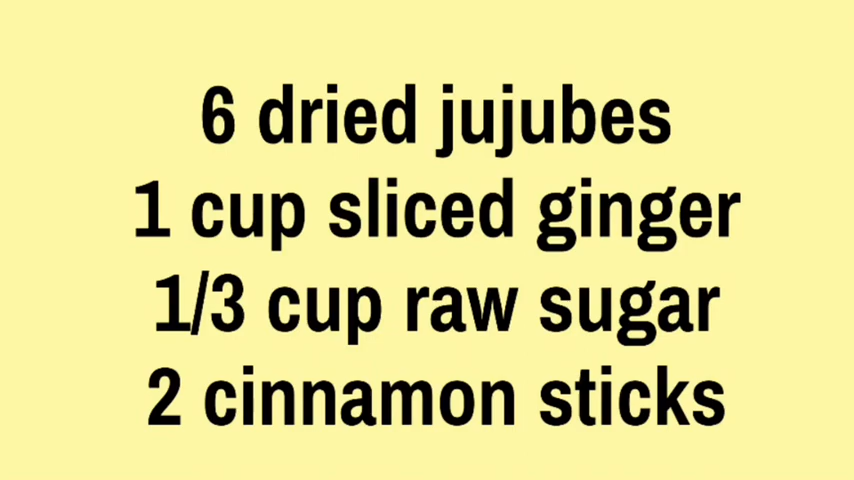 6 dried jujubes
1 cup sliced ginger
1/3 cup raw sugar
2 cinnamon sticks